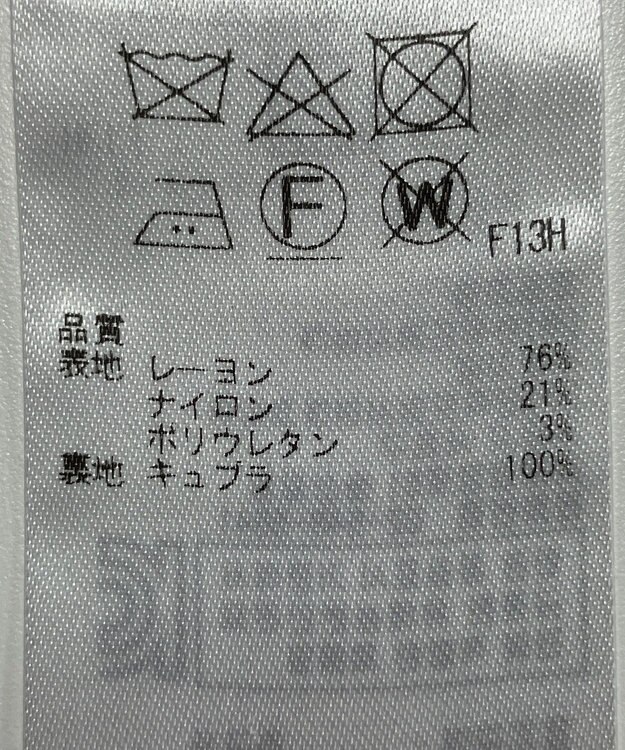 F W F13H
品質
表地 レーヨン 76%
ナイロン 21%
ポリウレタン 3%
裏地 キュプラ 100%